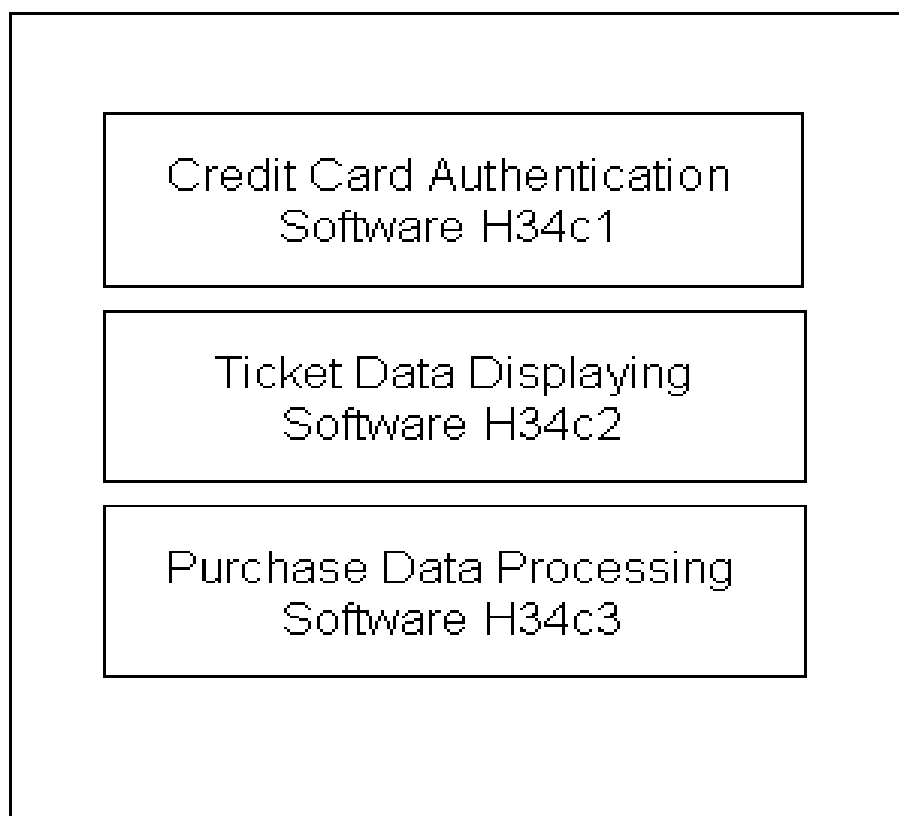 Credit Card Authentication
Software H34c1
Ticket Data Displaying
Software H34c2
Purchase Data Processing
Software H34c3